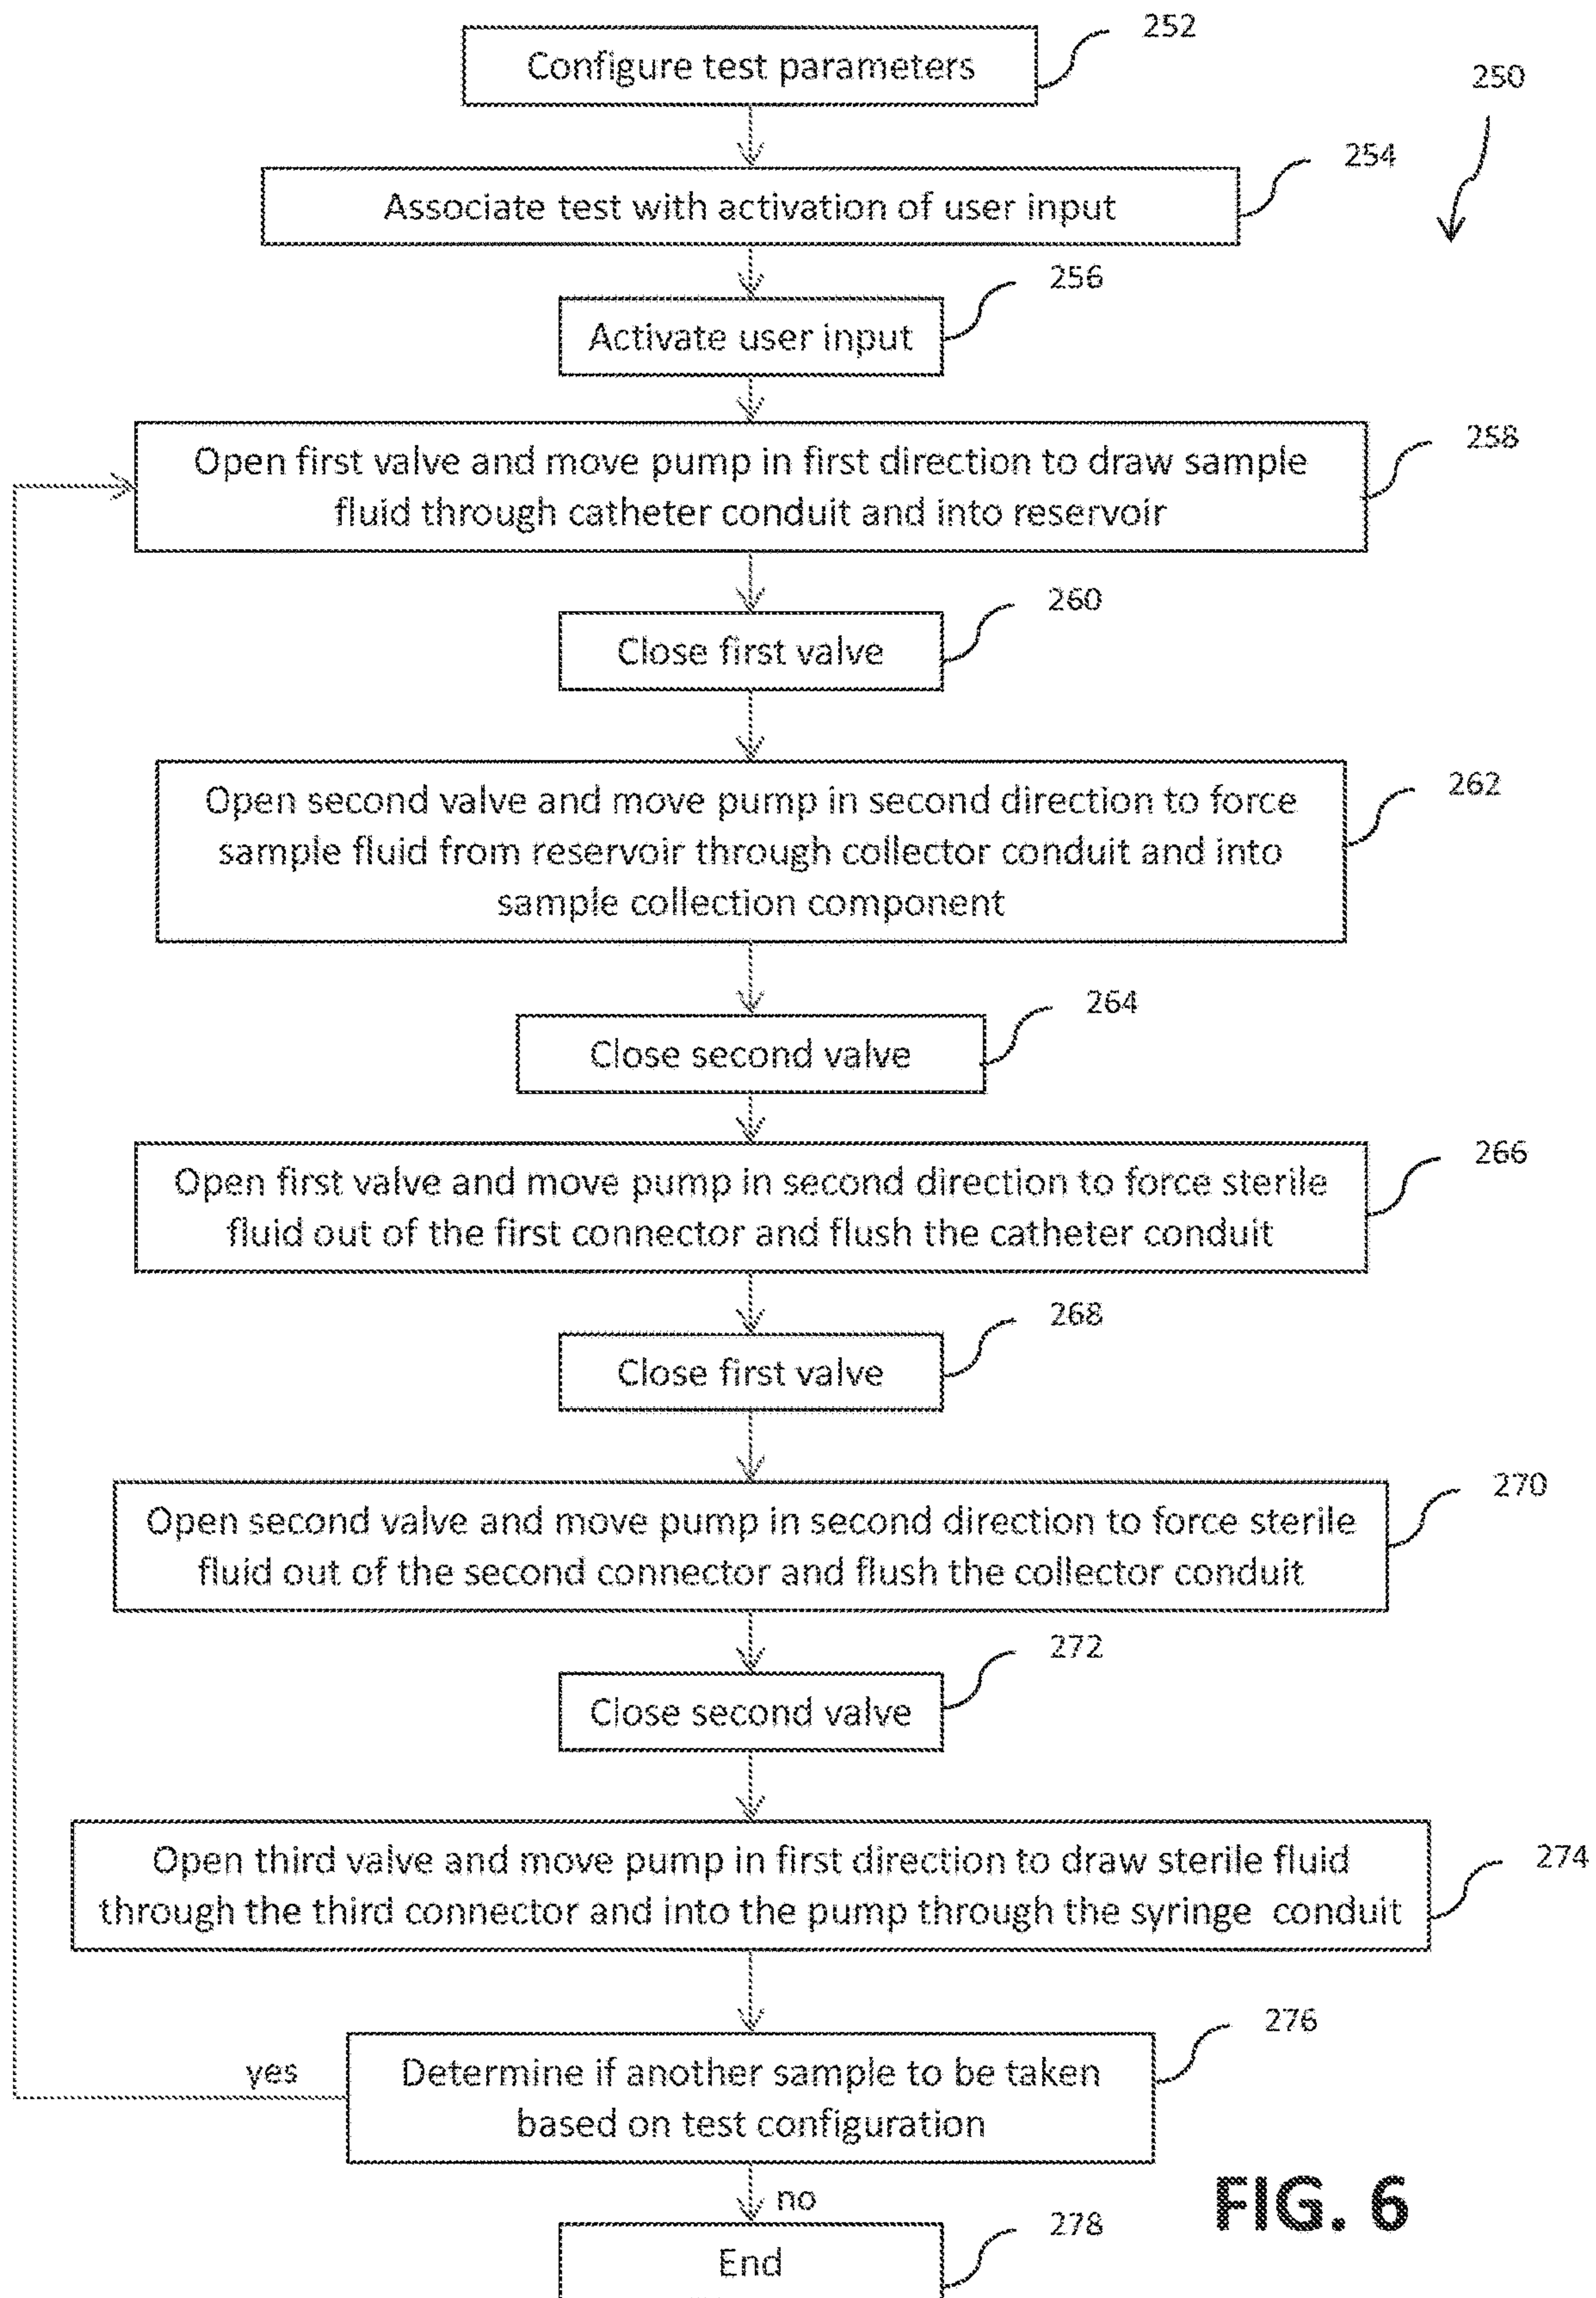 252
Configure test parameters
250
254
Associate test with activation of user input
256
Activate user input
258
Open first valve and move pump in first direction to draw sample
fluid through catheter conduit and into reservoir
260
Close first valve
262
Open second valve and move pump in second direction to force
sample fluid from reservoir through collector conduit and into
sample collection component
264
Close second valve
266
Open first valve and move pump in second direction to force sterile
fluid out of the first connector and flush the catheter conduit
268
Close first valve
270
Open second valve and move pump in second direction to force sterile
fluid out of the second connector and flush the collector conduit
272
Close second valve
274
Open third valve and move pump in first direction to draw sterile fluid
through the third connector and into the pump through the syringe conduit
276
yes
Determine if another sample to be taken
based on test configuration
no
FIG. 6
278
End